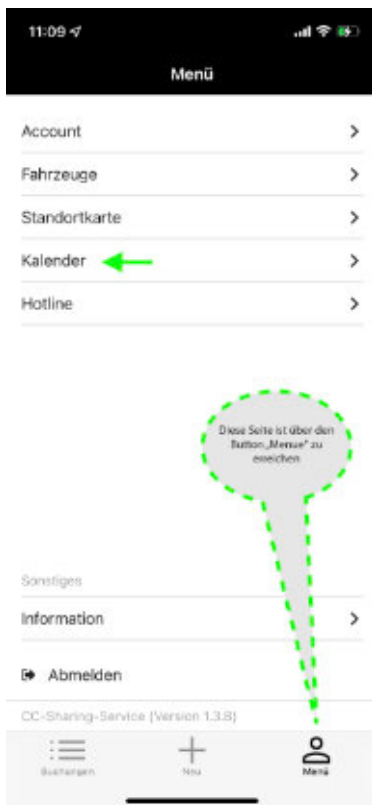 11:09
Menü
Account
Fahrzeuge
Standortkarte
Kalender
Hotline
Diese Seite ist über den
Button „Menue“ zu
erreichen
Sonstiges
Information
Abmelden
CC-Sharing-Service (Version 1.3.8)
Buchungen
Neu
Menü